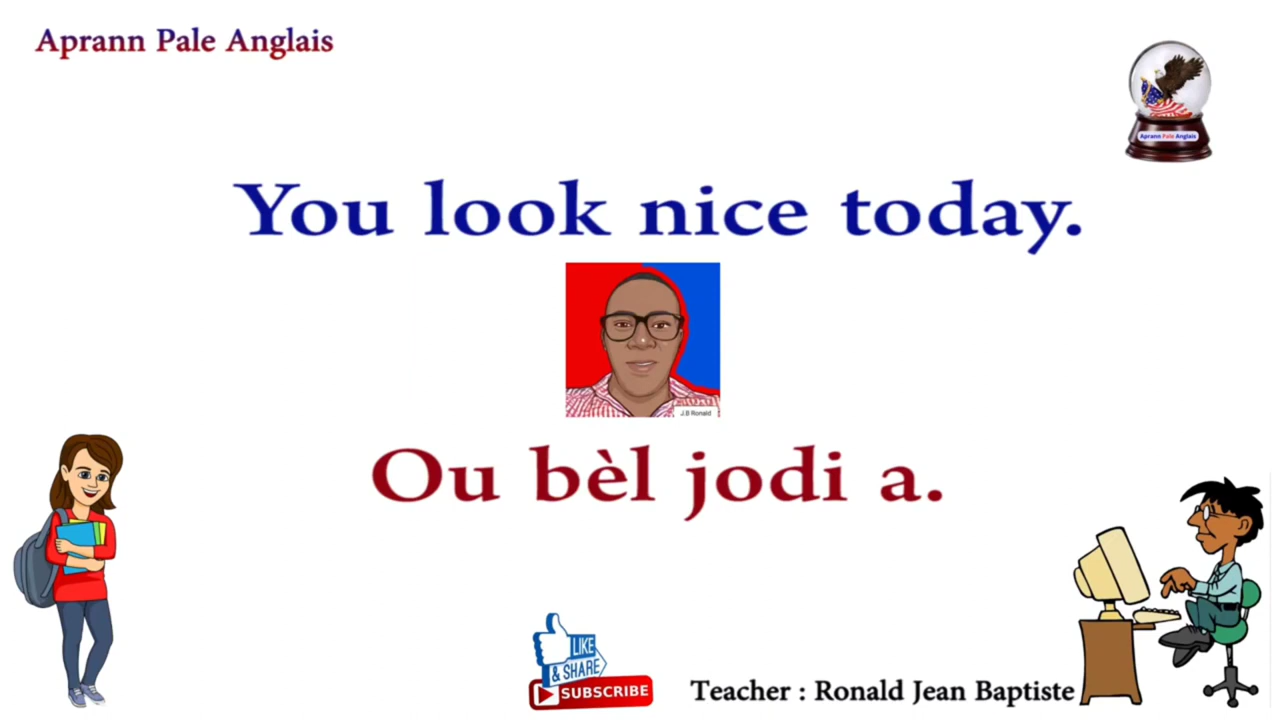 Aprann Pale Anglais
Aprann Pale Anglais
You look nice today.
J.B Ronald
Ou bèl jodi a.
LIKE
& SHARE
SUBSCRIBE
Teacher : Ronald Jean Baptiste